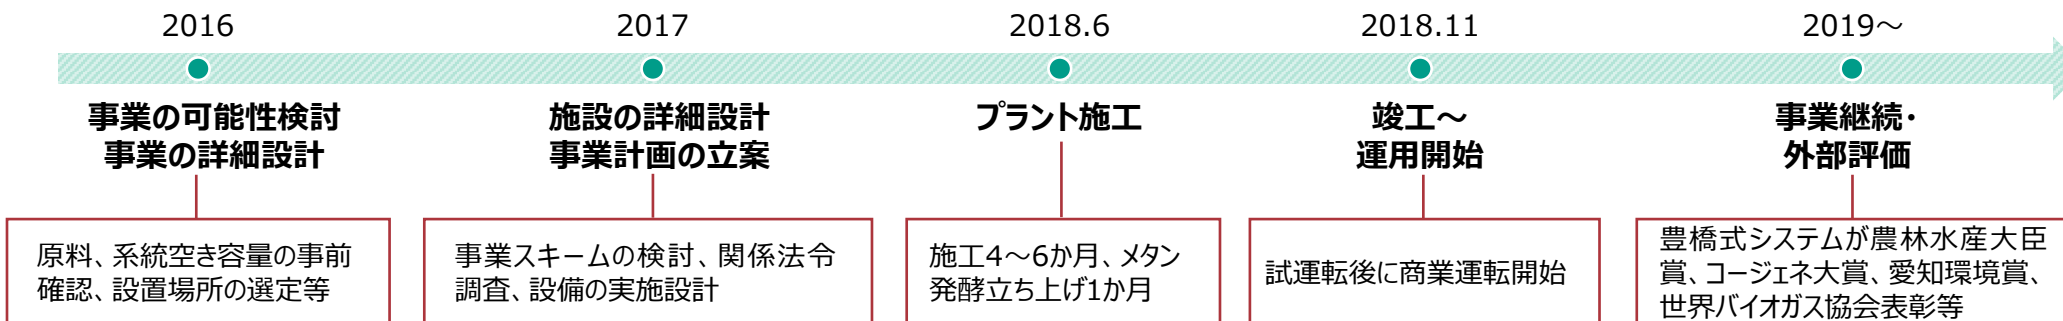 2016
2017
2018.6
2018.11
2019～
事業の可能性検討
事業の詳細設計
施設の詳細設計
事業計画の立案
プラント施工
竣工～
運用開始
事業継続・
外部評価
原料、系統空き容量の事前
確認、設置場所の選定等
事業スキームの検討、関係法令
調査、設備の実施設計
施工4～6か月、メタン
発酵立ち上げ1か月
試運転後に商業運転開始
豊橋式システムが農林水産大臣
賞、コージェネ大賞、愛知環境賞、
世界バイオガス協会表彰等